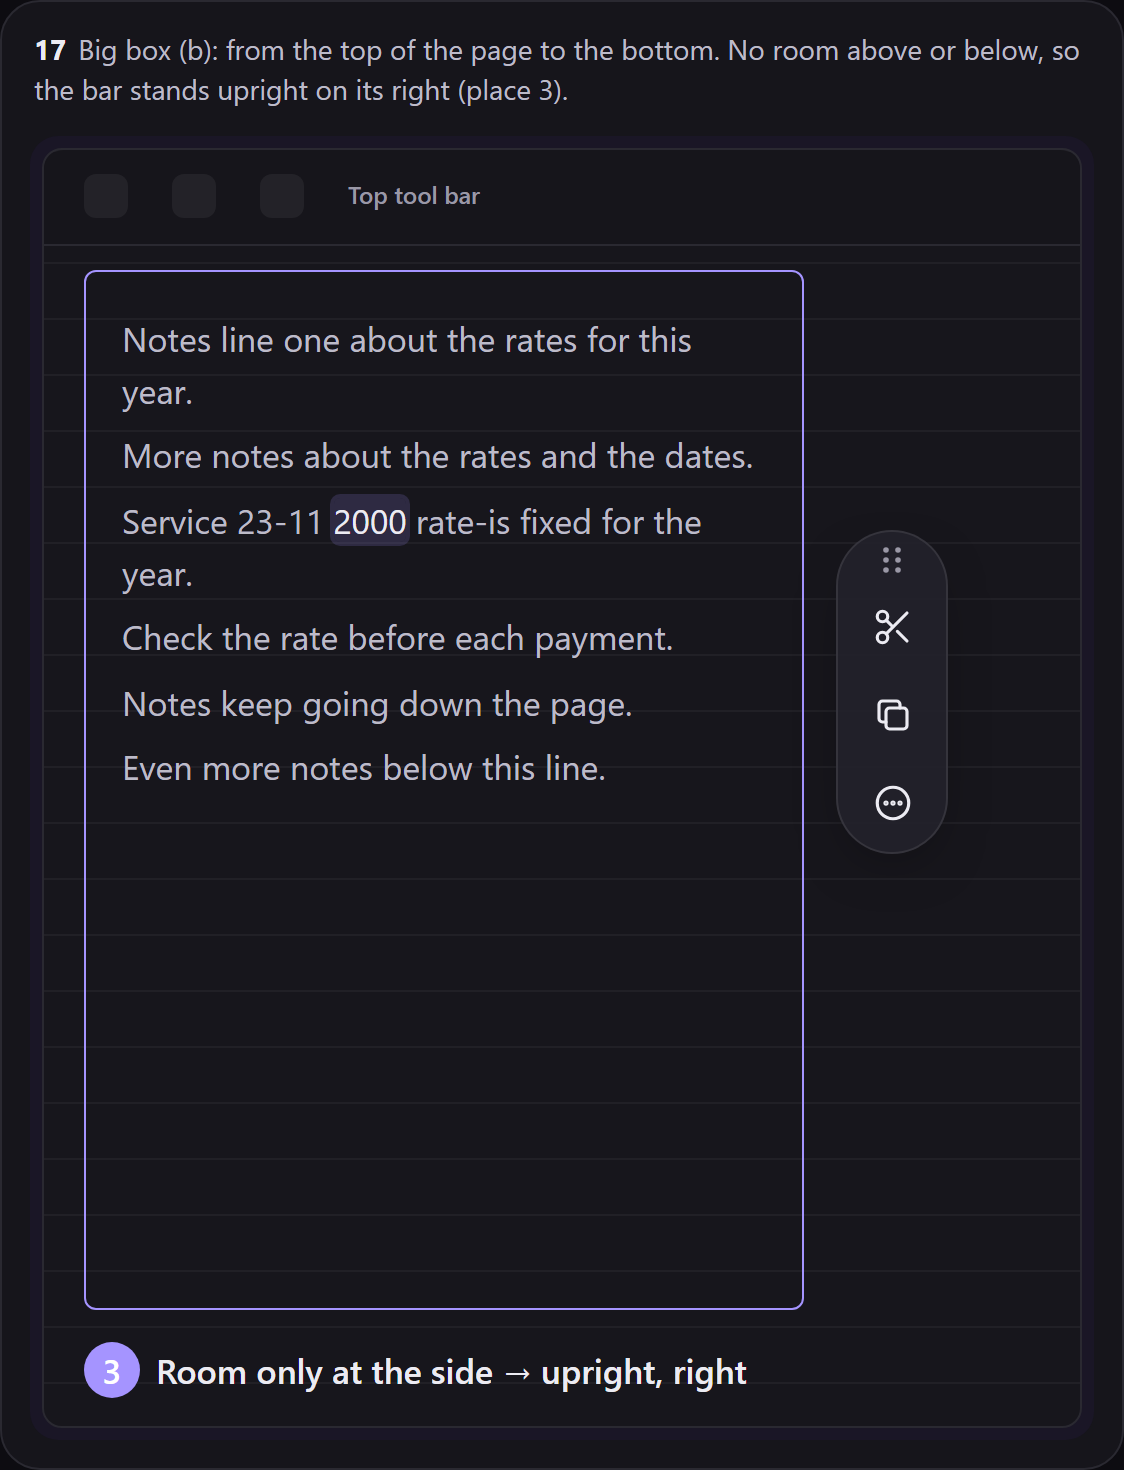 17 Big box (b): from the top of the page to the bottom. No room above or below, so
the bar stands upright on its right (place 3).
Top tool bar
Notes line one about the rates for this
year.
More notes about the rates and the dates.
Service 23-11 2000 rate-is fixed for the
year.
Check the rate before each payment.
Notes keep going down the page.
Even more notes below this line.
3 Room only at the side → upright, right